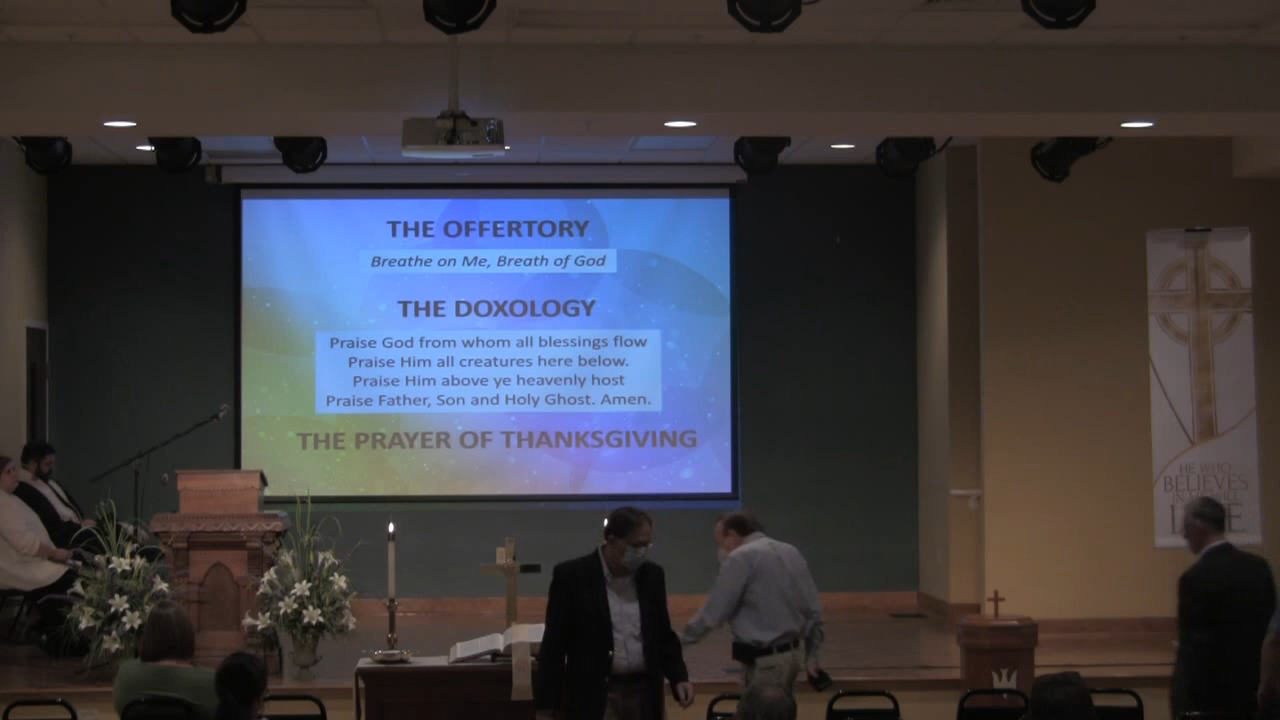 THE OFFERTORY
Breathe on Me, Breath of God
THE DOXOLOGY
Praise God from whom all blessings flow
Praise Him all creatures here below.
Praise Him above ye heavenly host
Praise Father, Son and Holy Ghost. Amen.
THE PRAYER OF THANKSGIVING
HE WHO
BELIEVES
IN